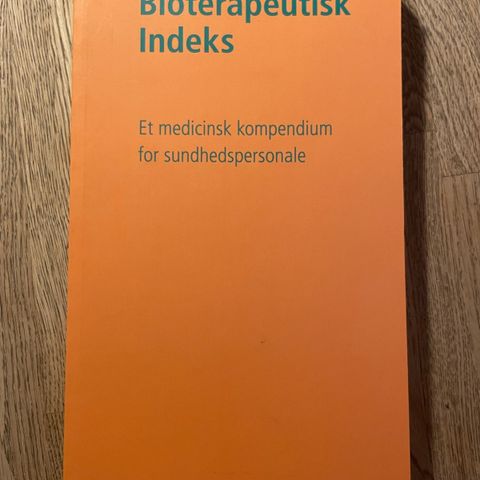 Bioterapeutisk
Indeks
Et medicinsk kompendium
for sundhedspersonale